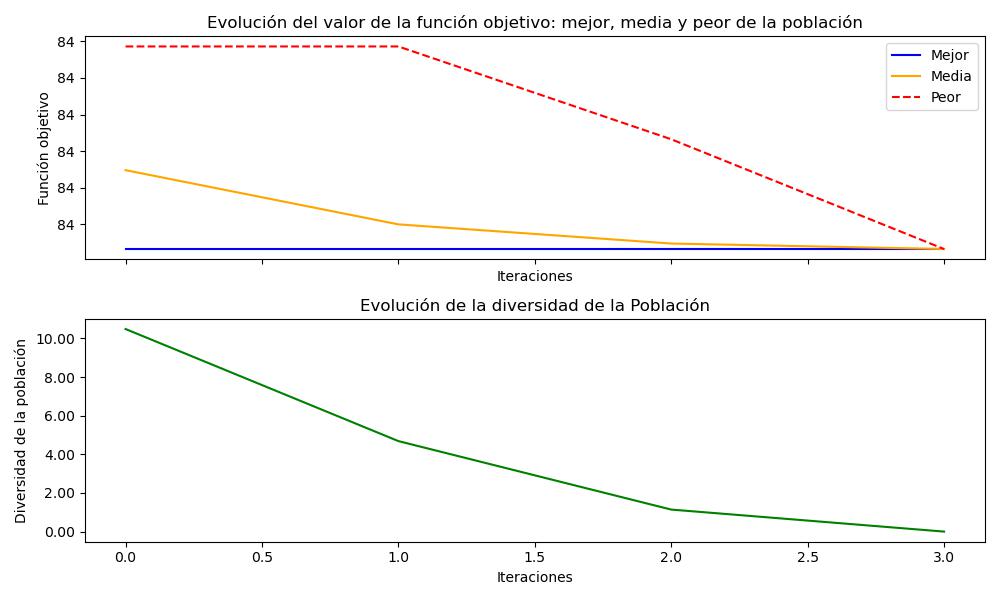 Evolución del valor de la función objetivo: mejor, media y peor de la población
84
84
84
84
84
84
Función objetivo
Mejor
Media
Peor
Iteraciones
Evolución de la diversidad de la Población
10.00
8.00
6.00
4.00
2.00
0.00
Diversidad de la población
0.0 0.5 1.0 1.5 2.0 2.5 3.0
Iteraciones